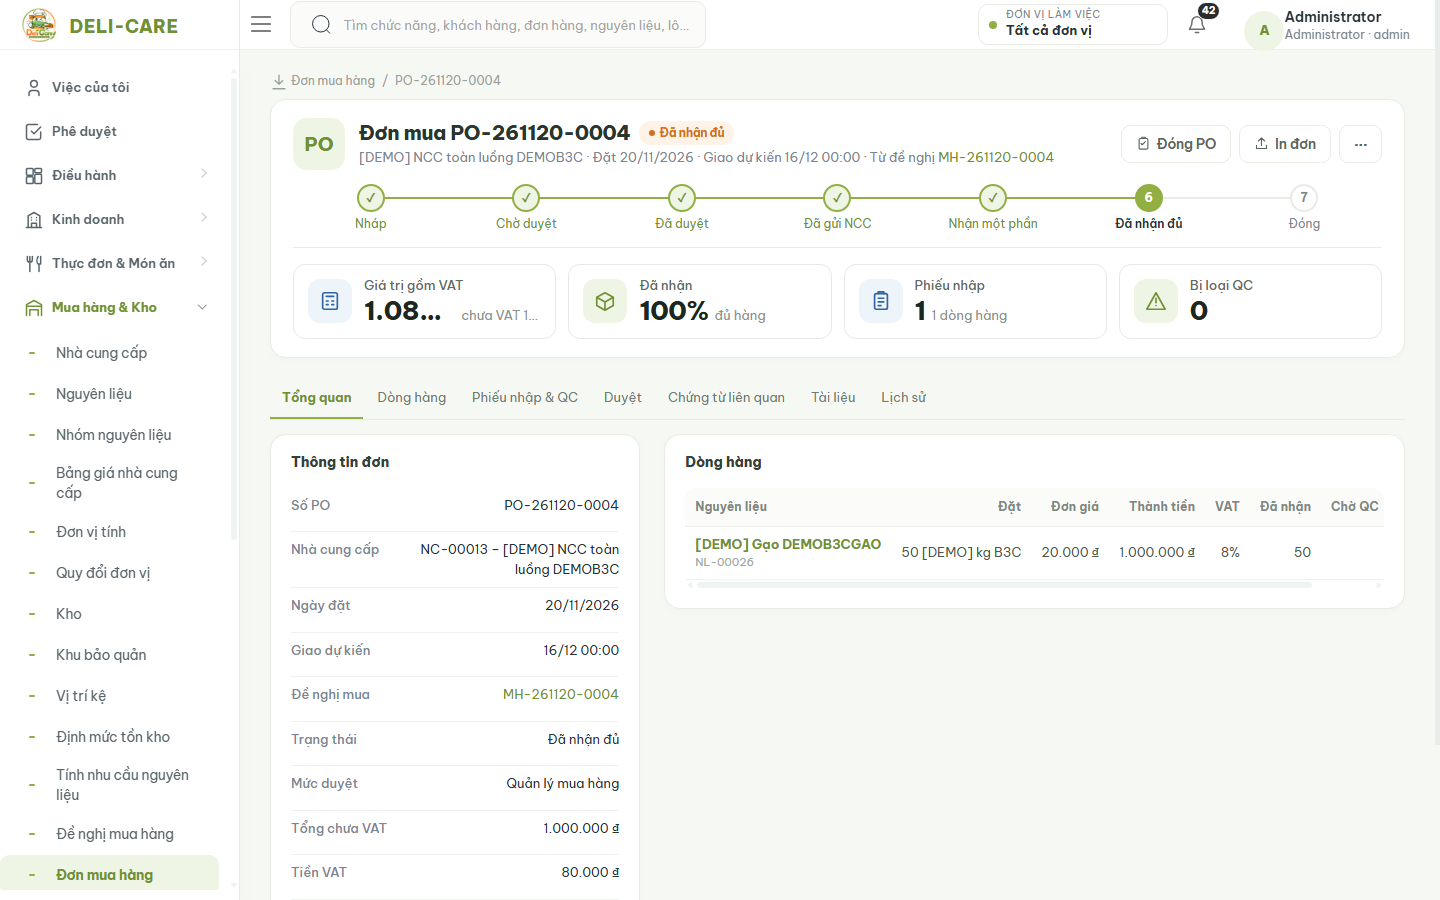 DELI-CARE
Tìm chức năng, khách hàng, đơn hàng, nguyên liệu, lô...
ĐƠN VỊ LÀM VIỆC
Tất cả đơn vị
42
A
Administrator
Administrator · admin
Việc của tôi
Phê duyệt
Điều hành
Kinh doanh
Thực đơn & Món ăn
Mua hàng & Kho
Nhà cung cấp
Nguyên liệu
Nhóm nguyên liệu
Bảng giá nhà cung cấp
Đơn vị tính
Quy đổi đơn vị
Kho
Khu bảo quản
Vị trí kệ
Định mức tồn kho
Tính nhu cầu nguyên liệu
Đề nghị mua hàng
Đơn mua hàng
Đơn mua hàng / PO-261120-0004
PO
Đơn mua PO-261120-0004
Đã nhận đủ
[DEMO] NCC toàn luồng DEMOB3C · Đặt 20/11/2026 · Giao dự kiến 16/12 00:00 · Từ đề nghị MH-261120-0004
Đóng PO
In đơn
...
Nháp
Chờ duyệt
Đã duyệt
Đã gửi NCC
Nhận một phần
6
Đã nhận đủ
7
Đóng
Giá trị gồm VAT
1.08... chưa VAT 1...
Đã nhận
100% đủ hàng
Phiếu nhập
1 1 dòng hàng
Bị loại QC
0
Tổng quan
Dòng hàng
Phiếu nhập & QC
Duyệt
Chứng từ liên quan
Tài liệu
Lịch sử
Thông tin đơn
Số PO PO-261120-0004
Nhà cung cấp NC-00013 – [DEMO] NCC toàn
luồng DEMOB3C
Ngày đặt 20/11/2026
Giao dự kiến 16/12 00:00
Đề nghị mua MH-261120-0004
Trạng thái Đã nhận đủ
Mức duyệt Quản lý mua hàng
Tổng chưa VAT 1.000.000 ₫
Tiền VAT 80.000 ₫
Dòng hàng
Nguyên liệu Đặt Đơn giá Thành tiền VAT Đã nhận Chờ QC
[DEMO] Gạo DEMOB3CGAO 50 [DEMO] kg B3C 20.000 ₫ 1.000.000 ₫ 8% 50
NL-00026